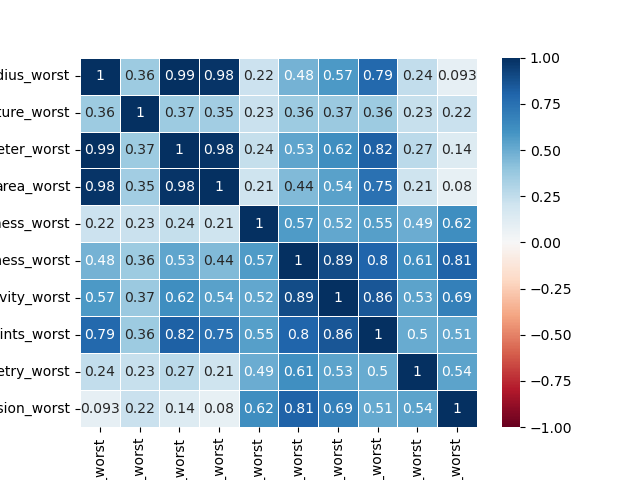 dius_worst 1 0.36 0.99 0.98 0.22 0.48 0.57 0.79 0.24 0.093
ture_worst 0.36 1 0.37 0.35 0.23 0.36 0.37 0.36 0.23 0.22
eter_worst 0.99 0.37 1 0.98 0.24 0.53 0.62 0.82 0.27 0.14
area_worst 0.98 0.35 0.98 1 0.21 0.44 0.54 0.75 0.21 0.08
ness_worst 0.22 0.23 0.24 0.21 1 0.57 0.52 0.55 0.49 0.62
ness_worst 0.48 0.36 0.53 0.44 0.57 1 0.89 0.8 0.61 0.81
vity_worst 0.57 0.37 0.62 0.54 0.52 0.89 1 0.86 0.53 0.69
ints_worst 0.79 0.36 0.82 0.75 0.55 0.8 0.86 1 0.5 0.51
etry_worst 0.24 0.23 0.27 0.21 0.49 0.61 0.53 0.5 1 0.54
sion_worst 0.093 0.22 0.14 0.08 0.62 0.81 0.69 0.51 0.54 1
_worst _worst _worst _worst _worst _worst _worst _worst _worst _worst
1.00
0.75
0.50
0.25
0.00
−0.25
−0.50
−0.75
−1.00